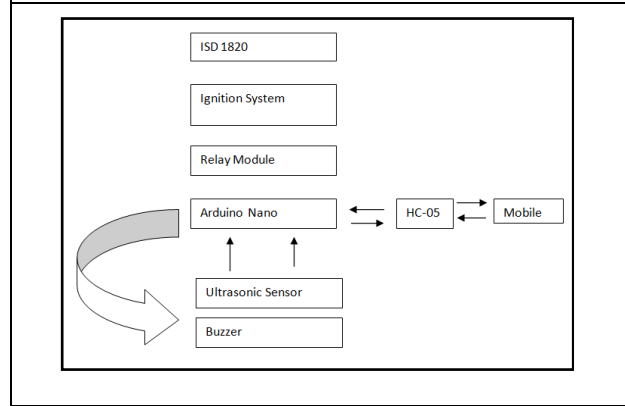 ISD 1820
Ignition System
Relay Module
Arduino Nano
HC-05
Mobile
Ultrasonic Sensor
Buzzer